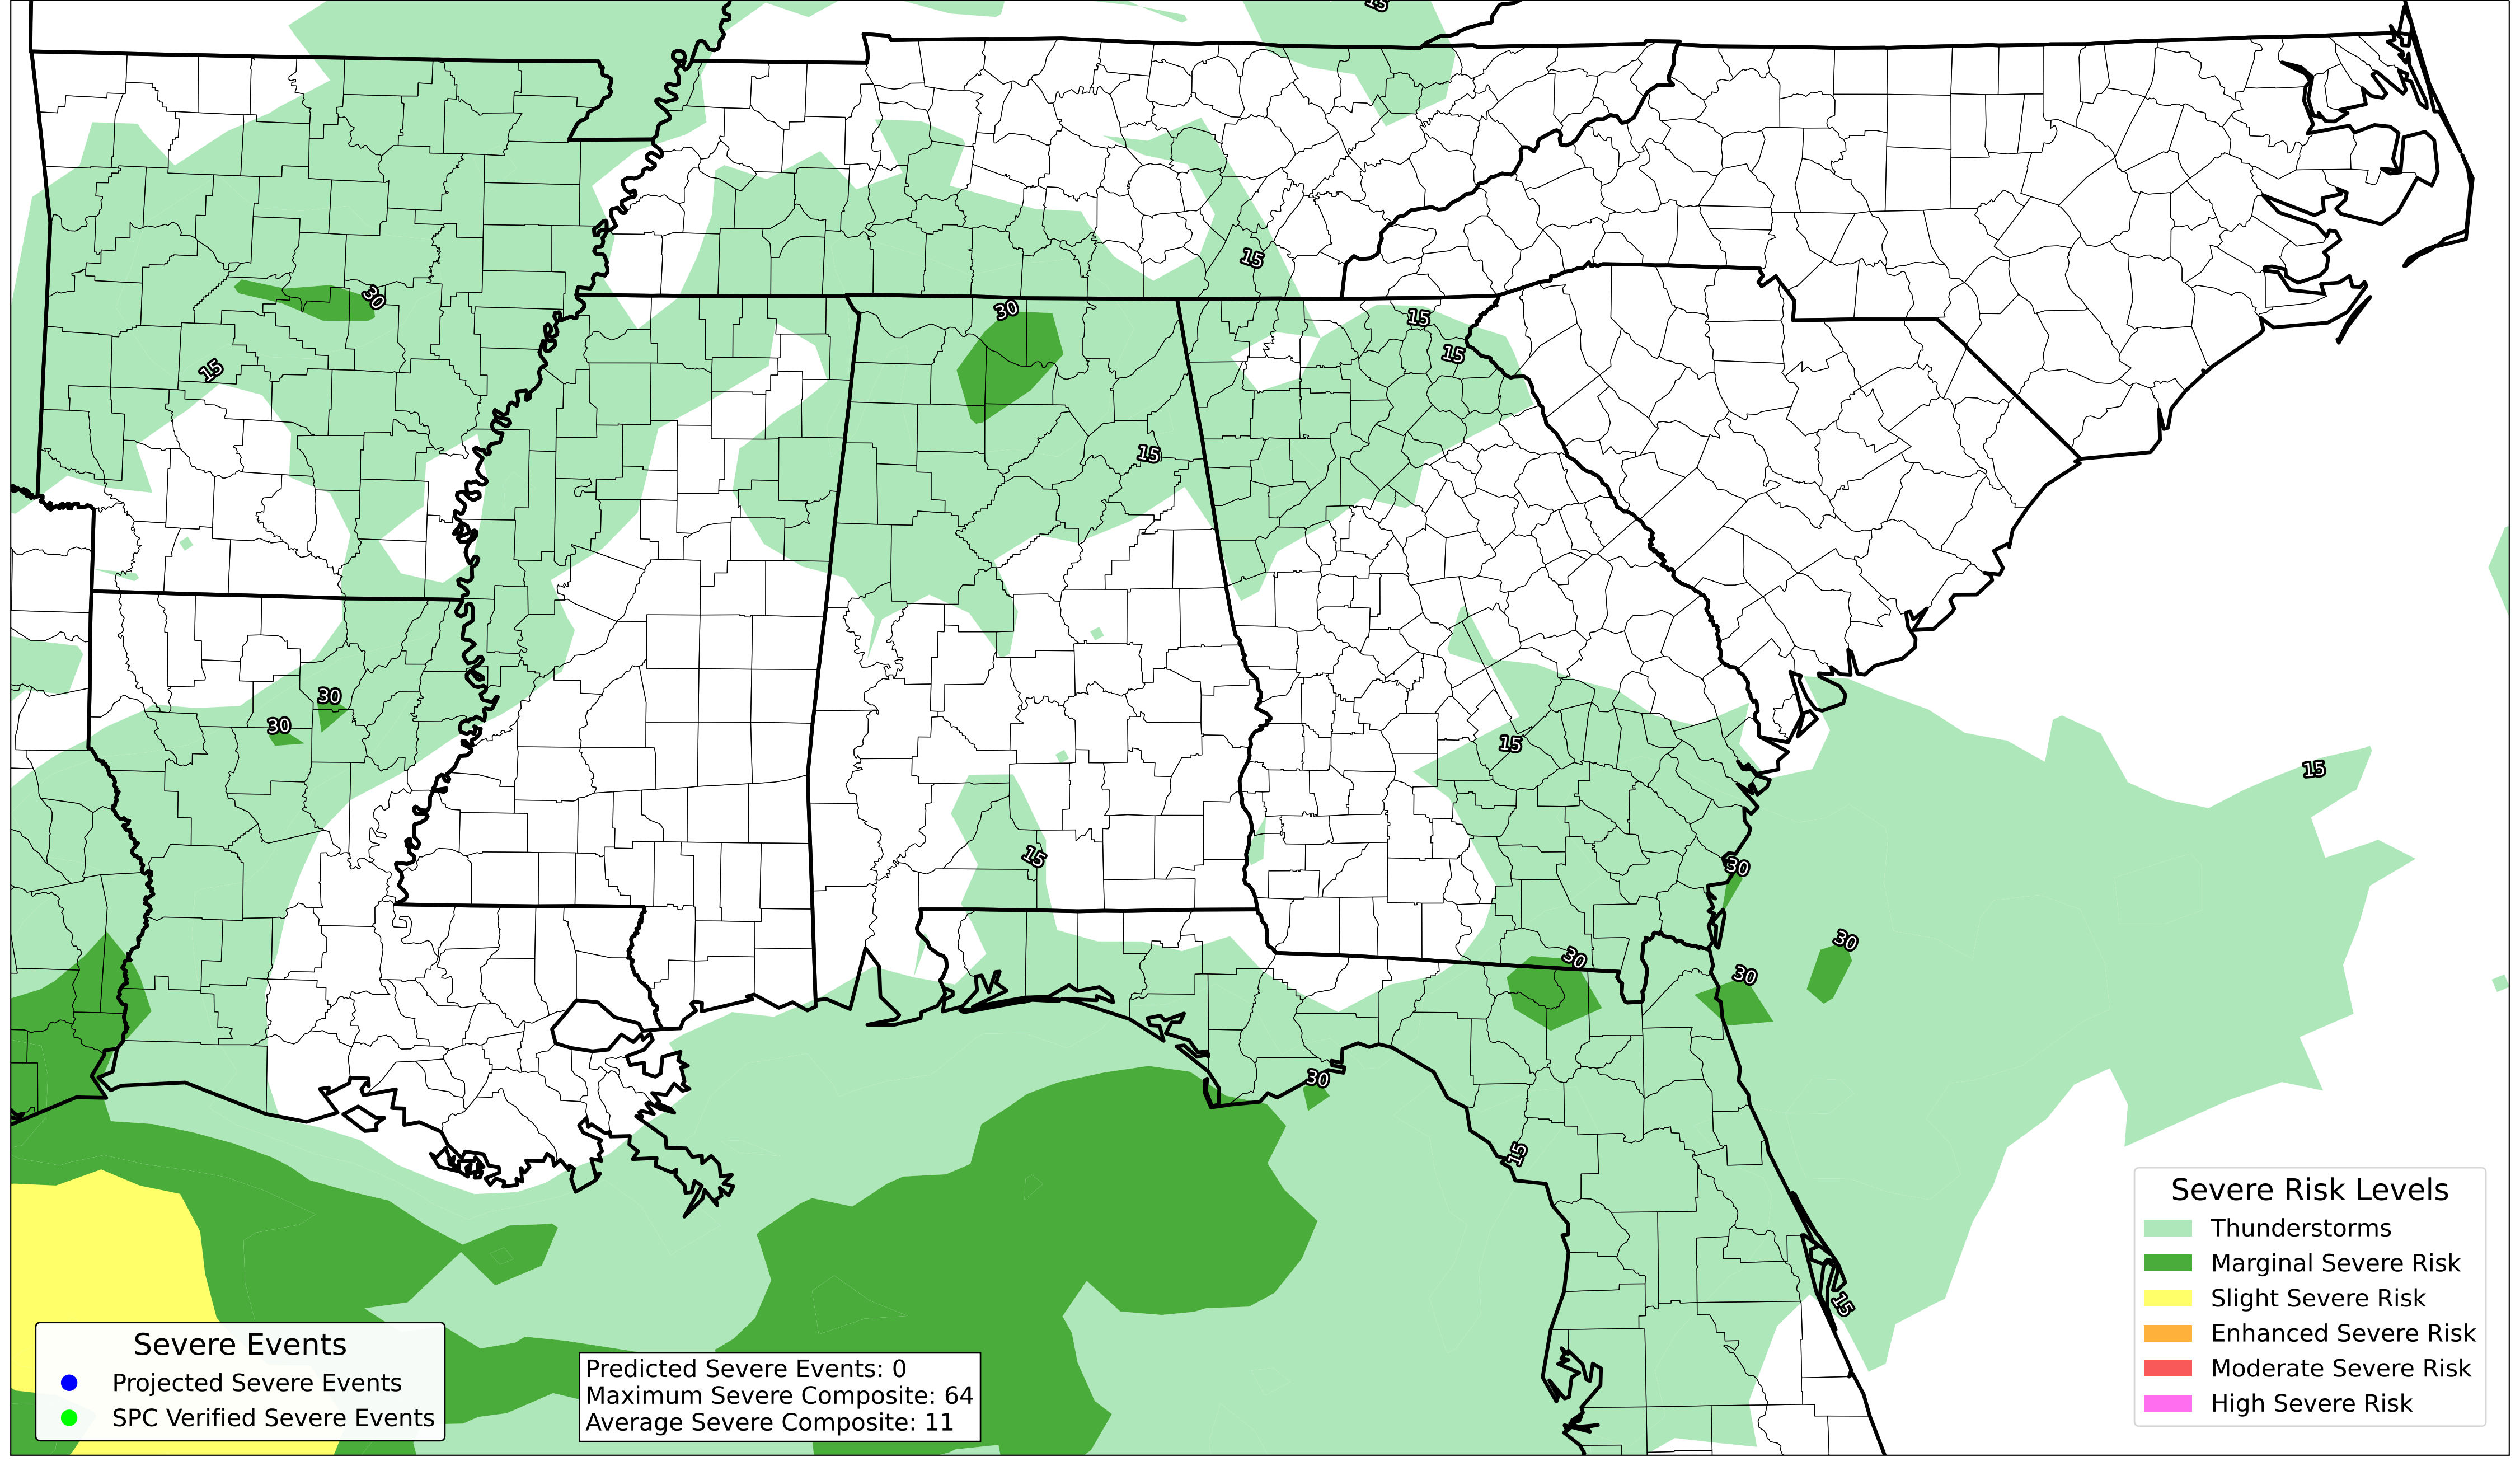 15
15
30
30
15
15
15
15
30
30
15
15
15
30
30
30
30
30
15
15
Severe Risk Levels
Thunderstorms
Marginal Severe Risk
Slight Severe Risk
Enhanced Severe Risk
Moderate Severe Risk
High Severe Risk
Severe Events
Projected Severe Events
SPC Verified Severe Events
Predicted Severe Events: 0
Maximum Severe Composite: 64
Average Severe Composite: 11